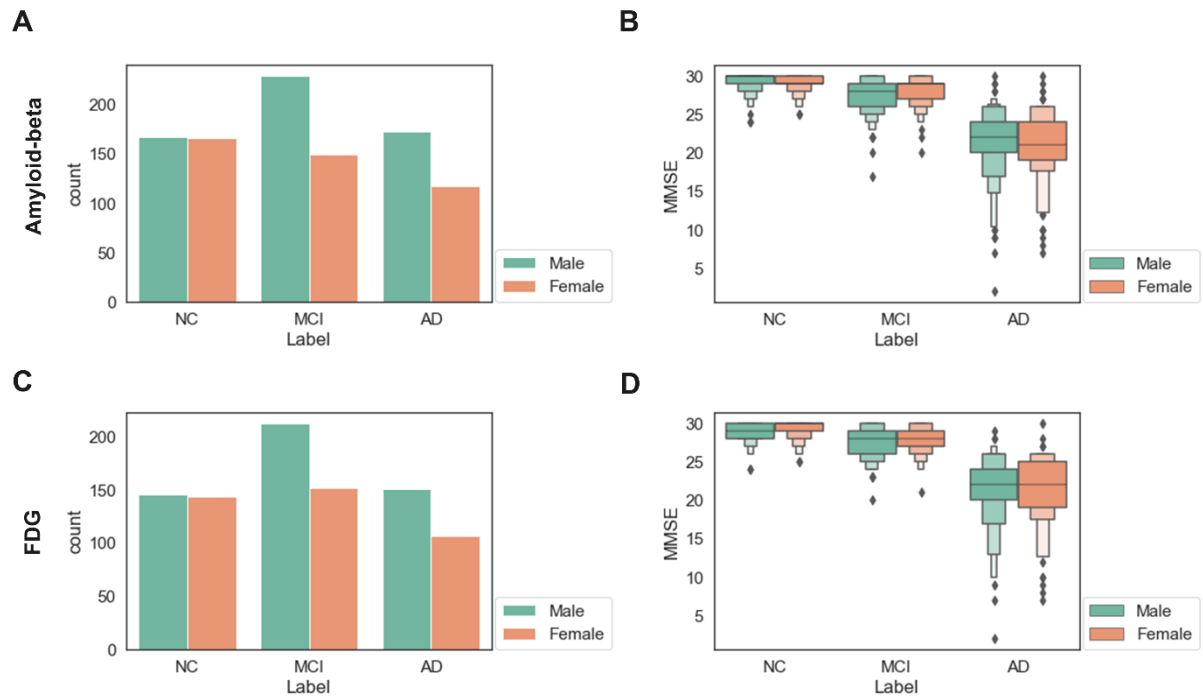 A
Amyloid-beta
count
200
150
100
50
0
NC MCI AD
Label
Male
Female
B
MMSE
30
25
20
15
10
5
NC MCI AD
Label
Male
Female
C
FDG
count
200
150
100
50
0
NC MCI AD
Label
Male
Female
D
MMSE
30
25
20
15
10
5
NC MCI AD
Label
Male
Female